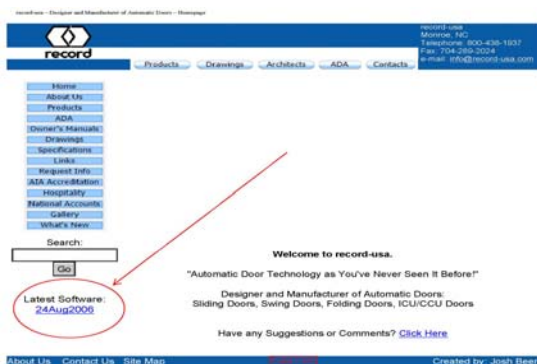 record-usa – Designer and Manufacturer of Automatic Doors – Homepage
record
record-usa
Monroe, NC
Telephone: 800-438-1937
Fax: 704-289-2024
e-mail: info@record-usa.com
Products Drawings Architects ADA Contacts
Home
About Us
Products
ADA
Owner's Manuals
Drawings
Specifications
Links
Request Info
AIA Accreditation
Hospitality
National Accounts
Gallery
What's New
Search:
Go
Latest Software:
24Aug2006
Welcome to record-usa.
"Automatic Door Technology as You've Never Seen It Before!"
Designer and Manufacturer of Automatic Doors:
Sliding Doors, Swing Doors, Folding Doors, ICU/CCU Doors
Have any Suggestions or Comments? Click Here
About Us Contact Us Site Map
Created by: Josh Beer